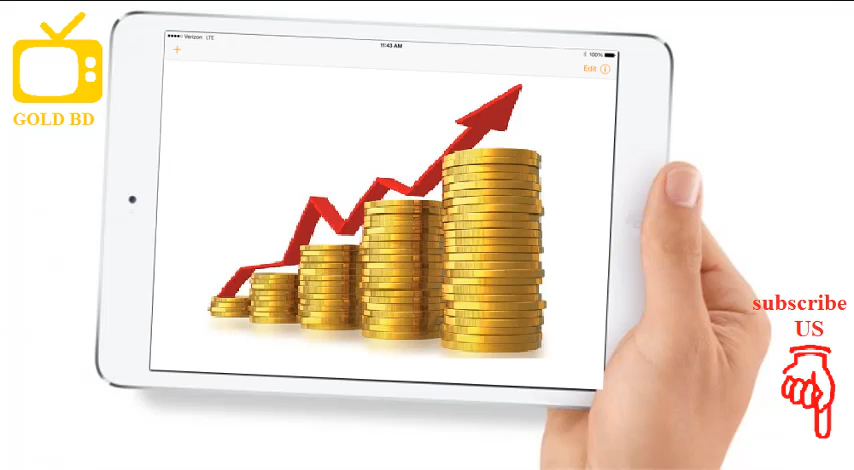 GOLD BD
Verizon LTE
11:43 AM
100%
Edit
subscribe
US